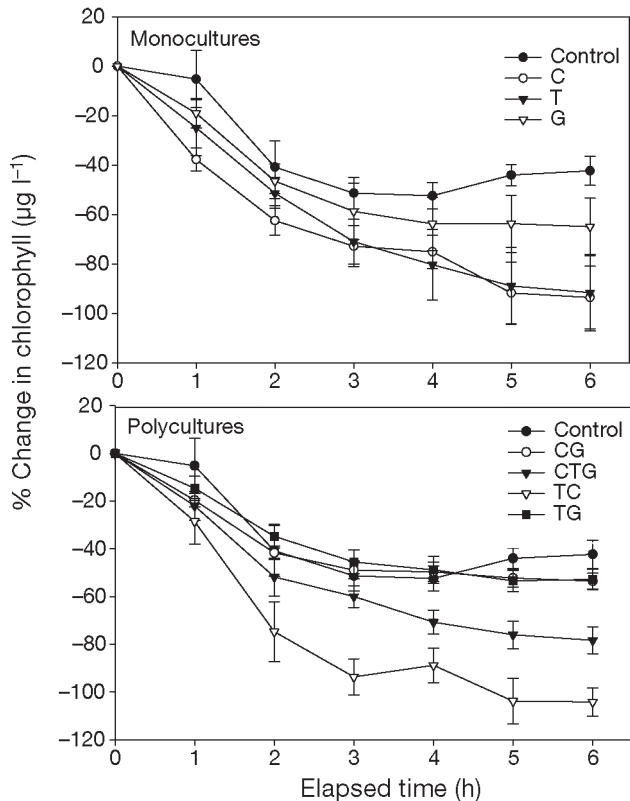 20
Monocultures
Control
C
T
G
0
−20
−40
−60
−80
−100
−120
0 1 2 3 4 5 6
% Change in chlorophyll (µg l⁻¹)
20
Polycultures
Control
CG
CTG
TC
TG
0
−20
−40
−60
−80
−100
−120
0 1 2 3 4 5 6
Elapsed time (h)